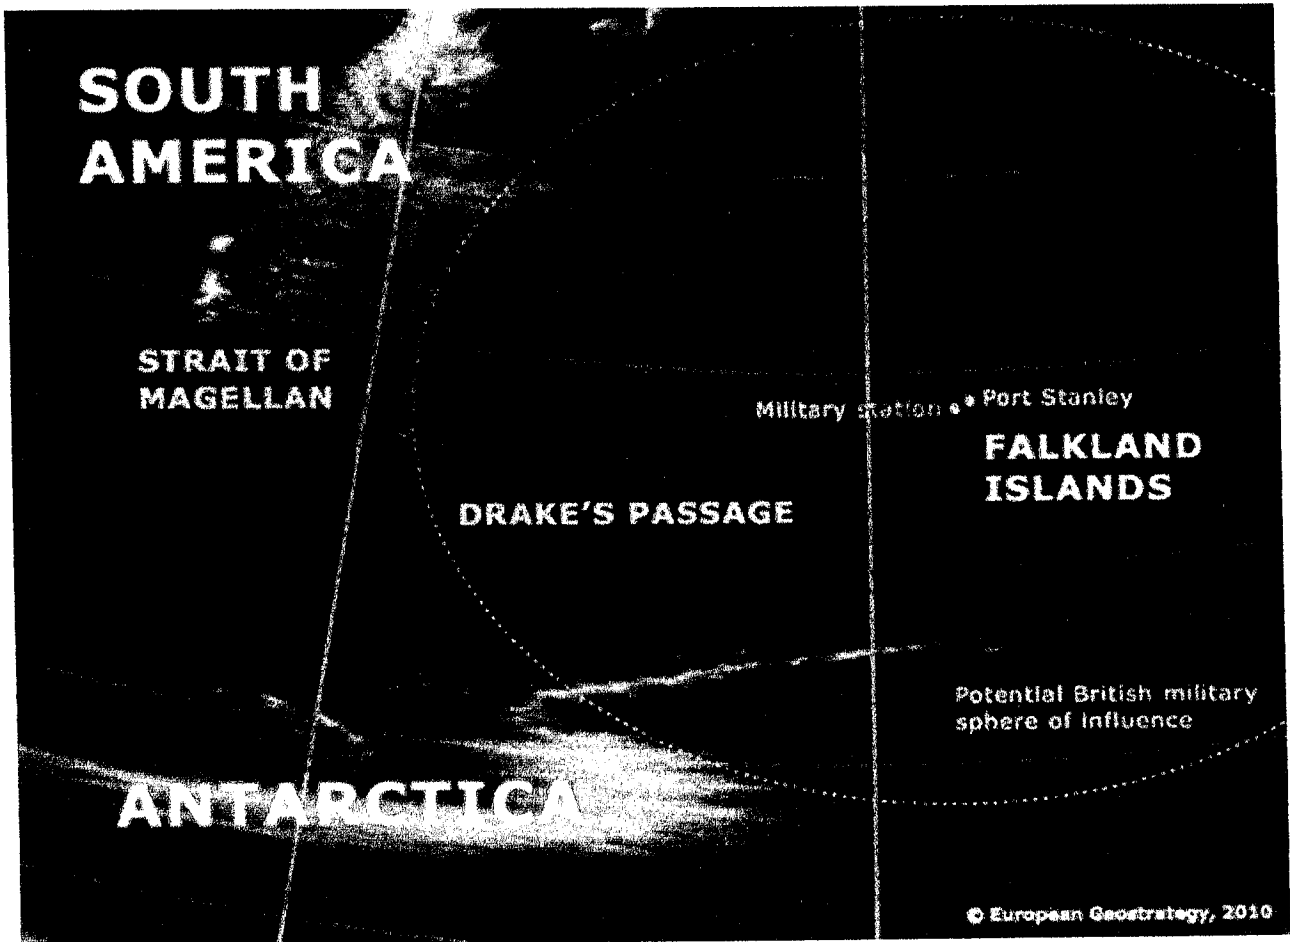 SOUTH
AMERICA
STRAIT OF
MAGELLAN
Military station
Port Stanley
FALKLAND
ISLANDS
DRAKE'S PASSAGE
Potential British military
sphere of influence
ANTARCTICA
© European Geostrategy, 2010